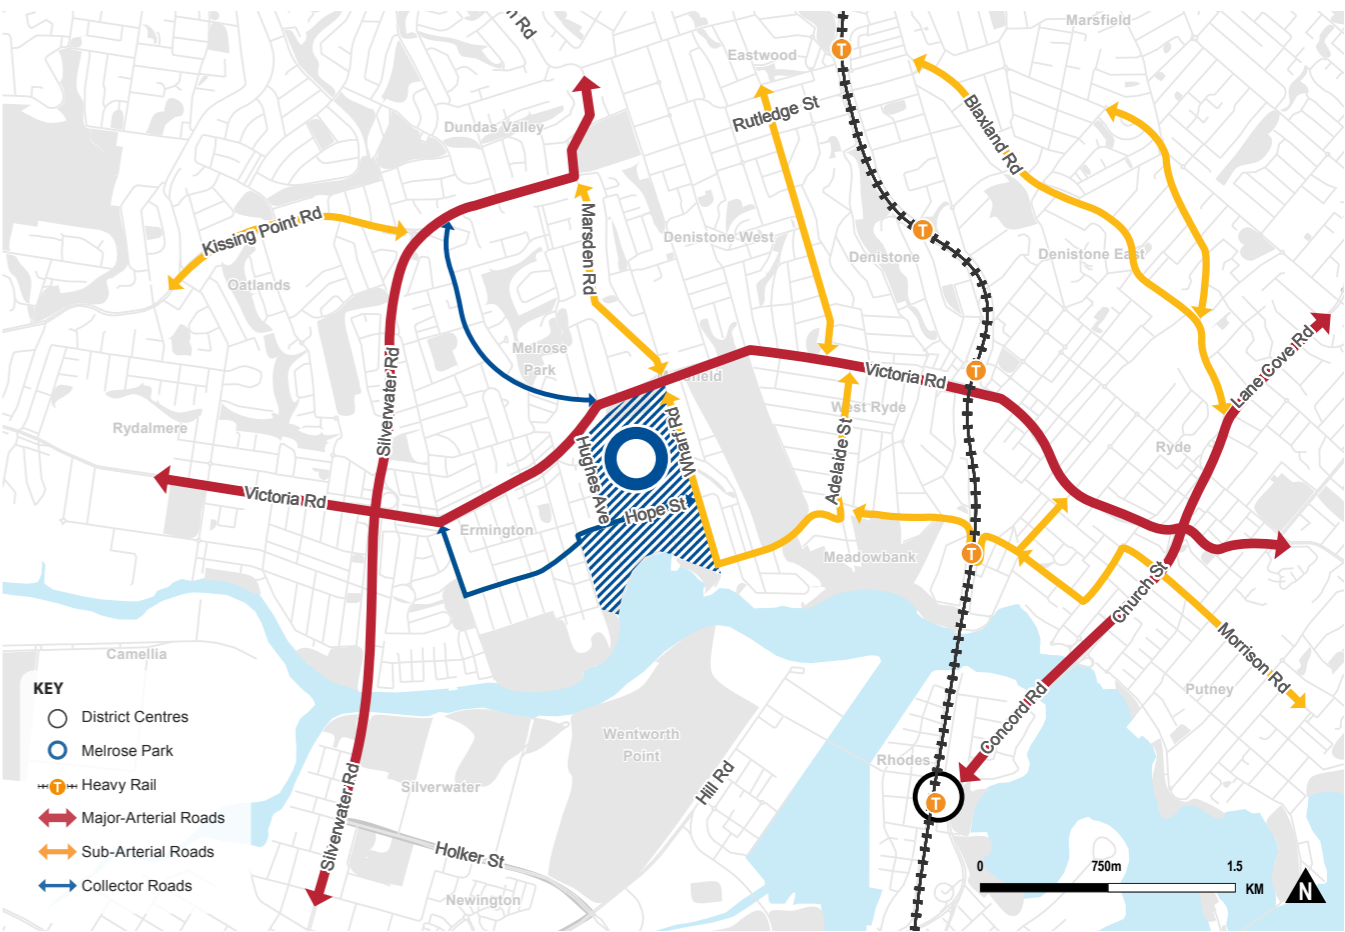 Rd
Marsfield
Eastwood
Rutledge St
Blaxland Rd
Dundas Valley
Kissing Point Rd
Marsden Rd
Denistone West
Denistone
Denistone East
Oatlands
Melrose
Park
Silverwater Rd
Victoria Rd
Lane Cove Rd
West Ryde
Rydalmere
Wharf Rd
Hughes Ave
Adelaide St
Ryde
Victoria Rd
Hope St
Ermington
Meadowbank
Church St
Morrison Rd
Camellia
Concord Rd
Putney
Wentworth
Point
Rhodes
Hill Rd
Silverwater
Silverwater Rd
Holker St
Newington
KEY
District Centres
Melrose Park
T Heavy Rail
Major-Arterial Roads
Sub-Arterial Roads
Collector Roads
T
T
T
T
T
0 750m 1.5
KM
N